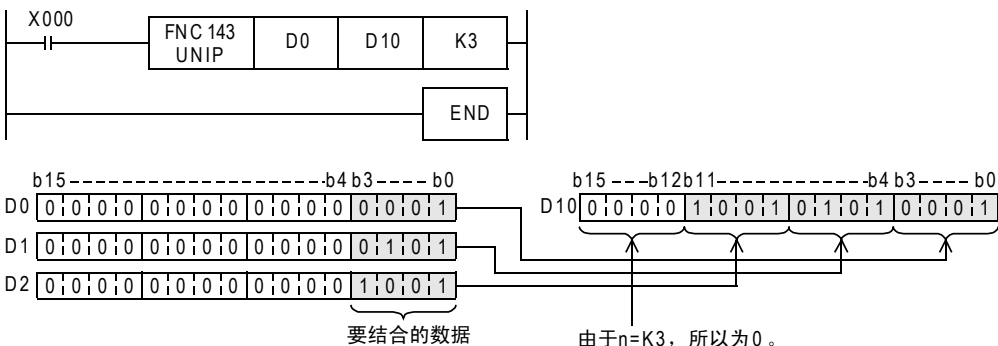 X000
FNC 143
UNIP
D0
D10
K3
END
b15 b4 b3 b0
b15 b12 b11 b4 b3 b0
D0 0 0 0 0 0 0 0 0 0 0 0 0 0 0 0 1
D10 0 0 0 0 1 0 0 1 0 1 0 1 0 0 0 1
D1 0 0 0 0 0 0 0 0 0 0 0 0 0 1 0 1
D2 0 0 0 0 0 0 0 0 0 0 0 0 1 0 0 1
要结合的数据
由于n=K3，所以为0。